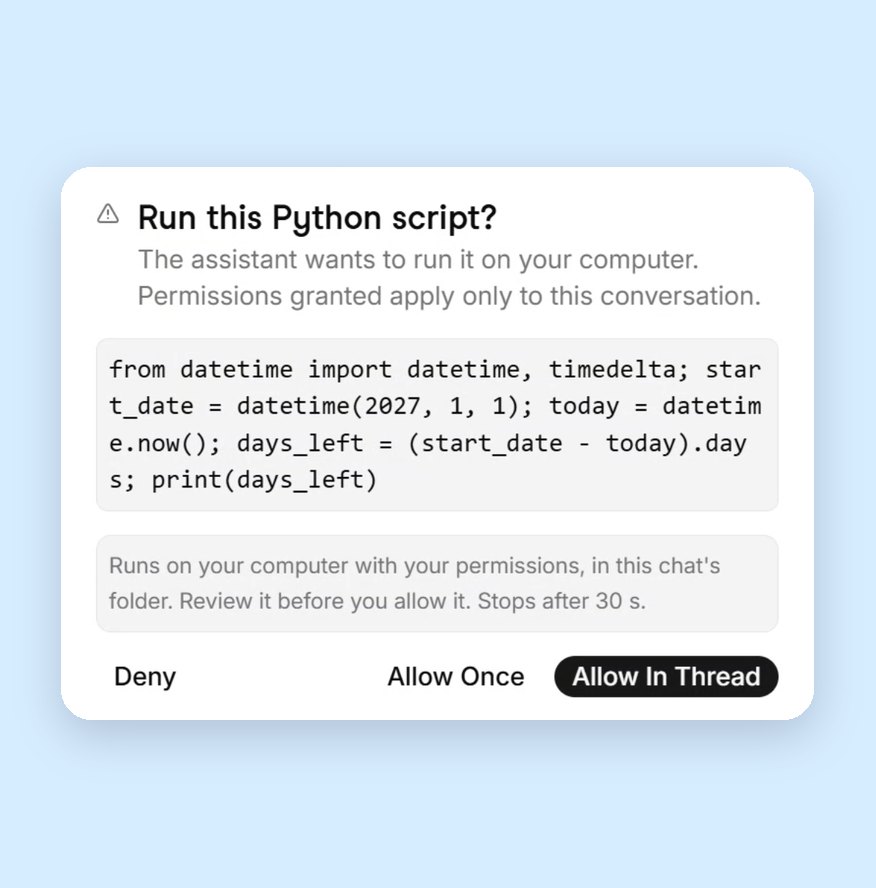 Run this Python script?
The assistant wants to run it on your computer.
Permissions granted apply only to this conversation.
from datetime import datetime, timedelta; star
t_date = datetime(2027, 1, 1); today = datetim
e.now(); days_left = (start_date - today).day
s; print(days_left)
Runs on your computer with your permissions, in this chat's
folder. Review it before you allow it. Stops after 30 s.
Deny
Allow Once
Allow In Thread